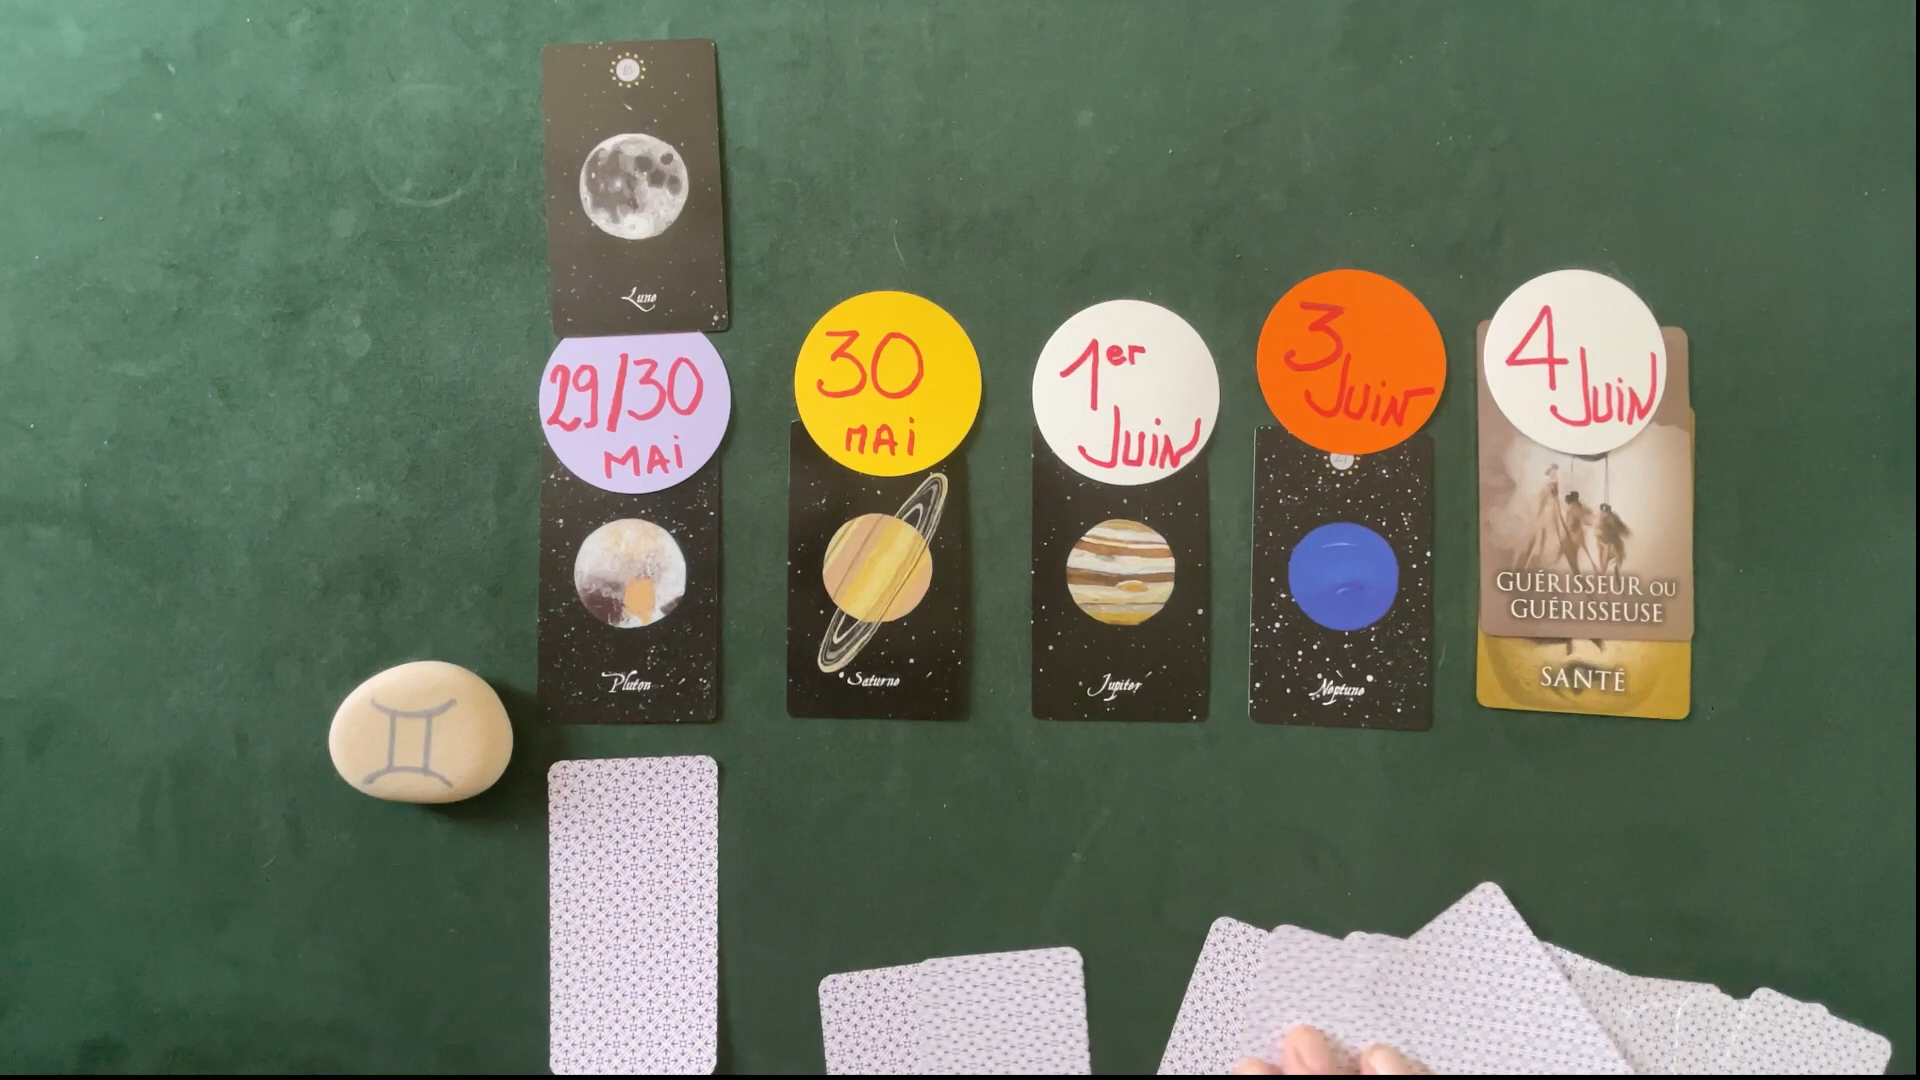 Lune
29/30
MAi
30
MAi
1er
JUiN
3
JUiN
4
JUiN
Pluton
Saturne
Jupiter
Neptune
GUÉRISSEUR OU
GUÉRISSEUSE
SANTÉ